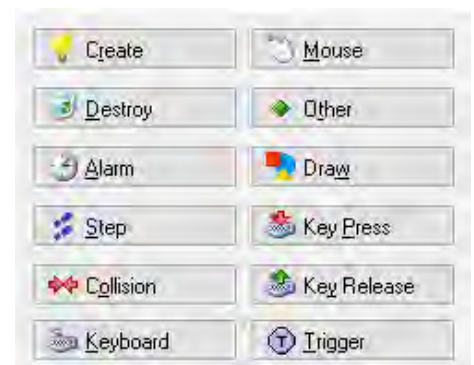 Create
Mouse
Destroy
Other
Alarm
Draw
Step
Key Press
Collision
Key Release
Keyboard
T Trigger